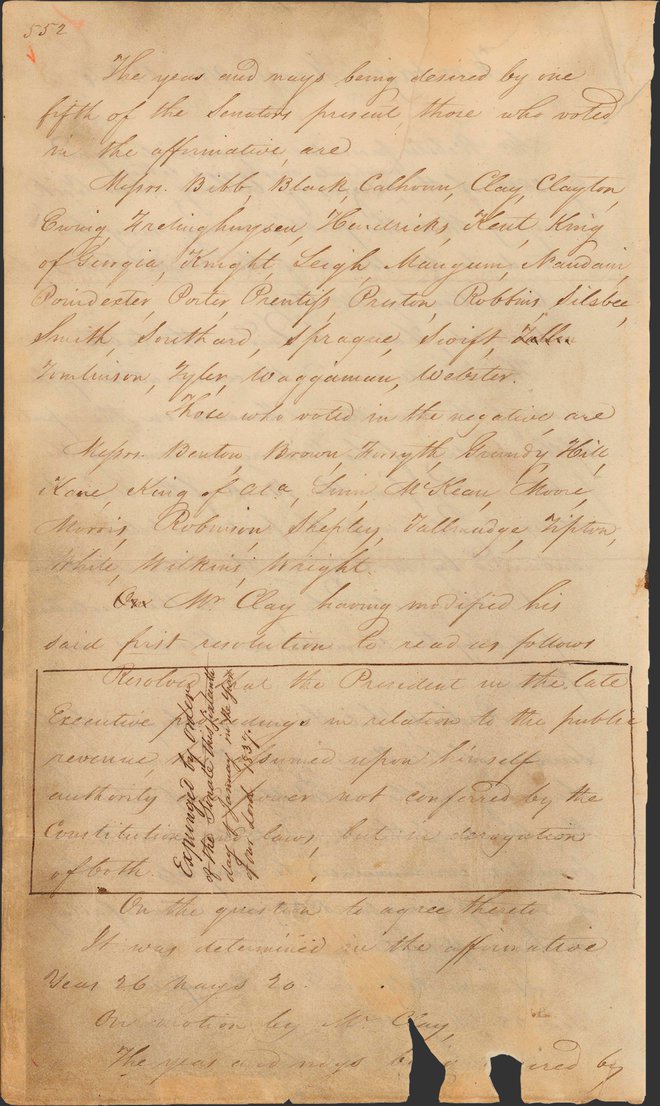 552
The yeas and nays being desired by one
fifth of the Senators present those who voted
in the affirmative, are
Messrs. Bibb, Black, Calhoun, Clay, Clayton,
Ewing, Frelinghuysen, Hendricks, Kent, King
of Georgia, Knight, Leigh, Mangum, Naudain,
Poindexter, Porter, Prentiss, Preston, Robbins, Silsbee,
Smith, Southard, Sprague, Swift,
Tomlinson, Tyler, Waggaman, Webster.
Those who voted in the negative, are
Messrs. Benton, Brown, Forsyth, Grundy, Hill,
Kane, King of Ala, Linn, McKean, Moore,
Morris, Robinson, Shepley, Tallmadge, Tipton,
White, Wilkins, Wright.
Mr Clay having modified his
said first resolution to read as follows
Resolved that the President in the late
Executive proceedings in relation to the public
revenue, assumed upon himself
authority power not conferred by the
Constitution laws, but in derogation
of both.
Expunged by order
of the Senate this sixteenth
day of January in the year
of our Lord 1837.
On the question to agree thereto
It was determined in the affirmative
Yeas 26 Nays 20.
On motion by Mr Clay,
The yeas and nays being desired by